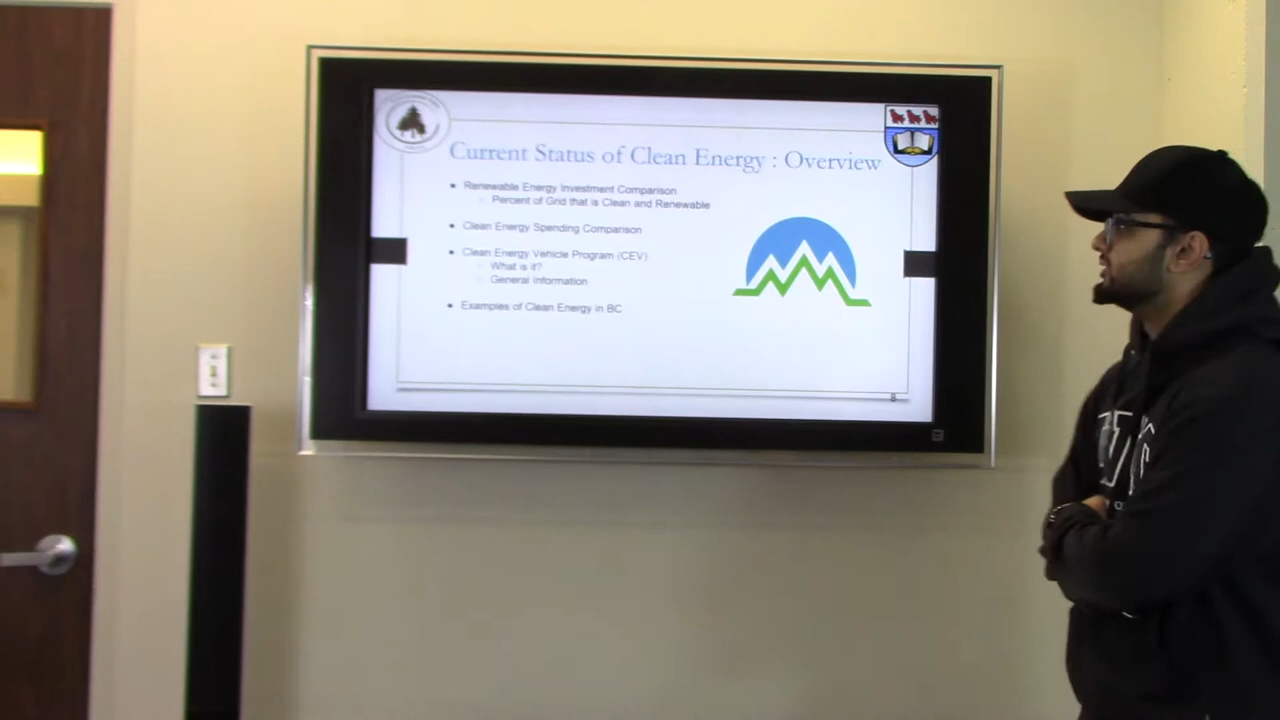 Current Status of Clean Energy : Overview
Renewable Energy Investment Comparison
Percent of Grid that is Clean and Renewable
Clean Energy Spending Comparison
Clean Energy Vehicle Program (CEV)
What is it?
General Information
Examples of Clean Energy in BC
8